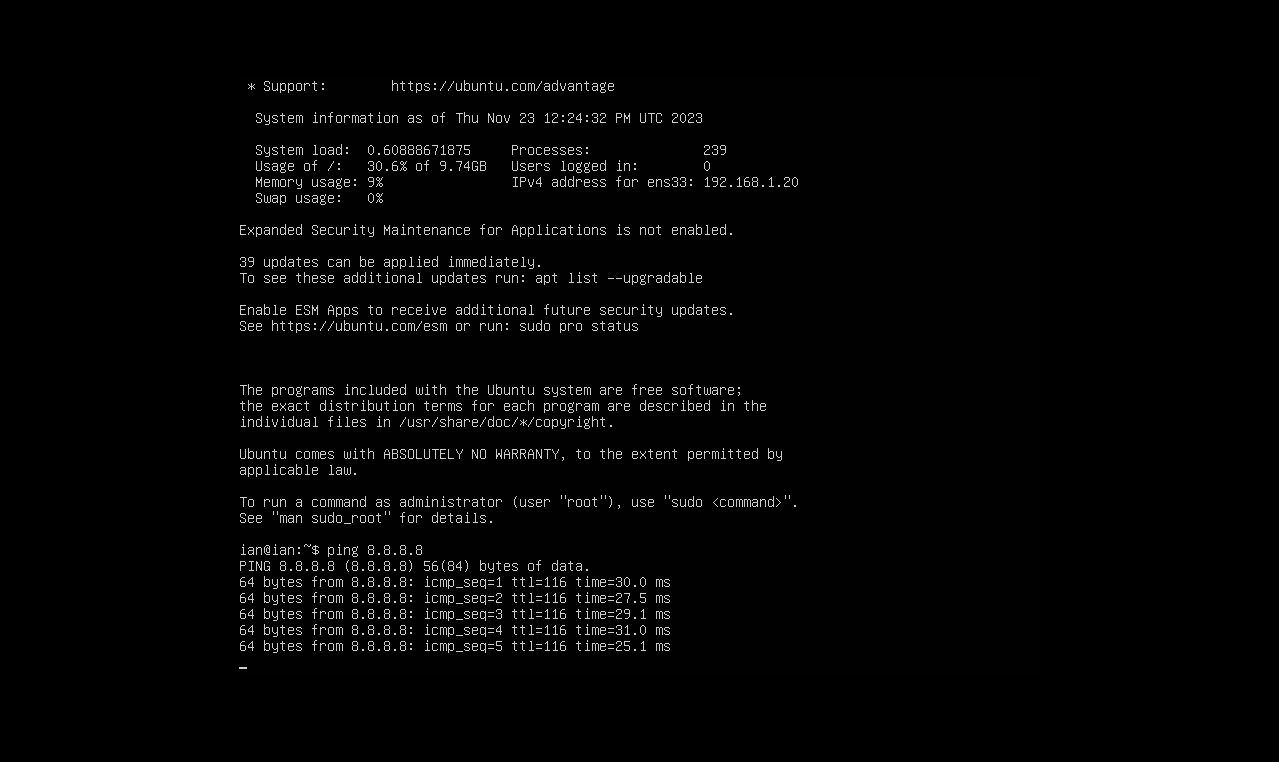 * Support:        https://ubuntu.com/advantage

  System information as of Thu Nov 23 12:24:32 PM UTC 2023

  System load:  0.60888671875     Processes:              239
  Usage of /:   30.6% of 9.74GB   Users logged in:        0
  Memory usage: 9%                IPv4 address for ens33: 192.168.1.20
  Swap usage:   0%

Expanded Security Maintenance for Applications is not enabled.

39 updates can be applied immediately.
To see these additional updates run: apt list --upgradable

Enable ESM Apps to receive additional future security updates.
See https://ubuntu.com/esm or run: sudo pro status

The programs included with the Ubuntu system are free software;
the exact distribution terms for each program are described in the
individual files in /usr/share/doc/*/copyright.

Ubuntu comes with ABSOLUTELY NO WARRANTY, to the extent permitted by
applicable law.

To run a command as administrator (user "root"), use "sudo <command>".
See "man sudo_root" for details.

ian@ian:~$ ping 8.8.8.8
PING 8.8.8.8 (8.8.8.8) 56(84) bytes of data.
64 bytes from 8.8.8.8: icmp_seq=1 ttl=116 time=30.0 ms
64 bytes from 8.8.8.8: icmp_seq=2 ttl=116 time=27.5 ms
64 bytes from 8.8.8.8: icmp_seq=3 ttl=116 time=29.1 ms
64 bytes from 8.8.8.8: icmp_seq=4 ttl=116 time=31.0 ms
64 bytes from 8.8.8.8: icmp_seq=5 ttl=116 time=25.1 ms